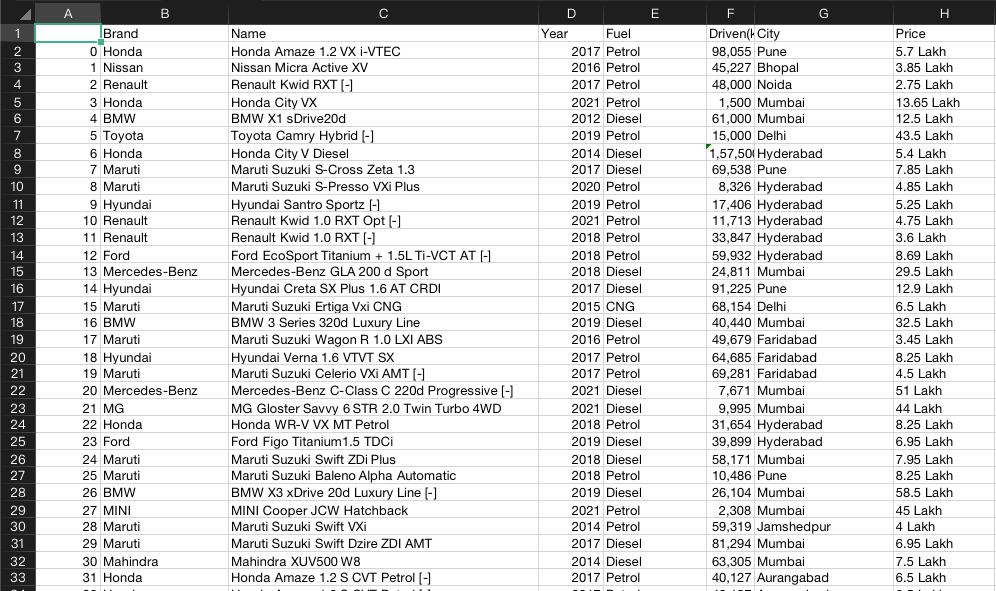 A B C D E F G H
1 Brand Name Year Fuel Driven(k City Price
2 0 Honda Honda Amaze 1.2 VX i-VTEC 2017 Petrol 98,055 Pune 5.7 Lakh
3 1 Nissan Nissan Micra Active XV 2016 Petrol 45,227 Bhopal 3.85 Lakh
4 2 Renault Renault Kwid RXT [-] 2017 Petrol 48,000 Noida 2.75 Lakh
5 3 Honda Honda City VX 2021 Petrol 1,500 Mumbai 13.65 Lakh
6 4 BMW BMW X1 sDrive20d 2012 Diesel 61,000 Mumbai 12.5 Lakh
7 5 Toyota Toyota Camry Hybrid [-] 2019 Petrol 15,000 Delhi 43.5 Lakh
8 6 Honda Honda City V Diesel 2014 Diesel 1,57,500 Hyderabad 5.4 Lakh
9 7 Maruti Maruti Suzuki S-Cross Zeta 1.3 2017 Diesel 69,538 Pune 7.85 Lakh
10 8 Maruti Maruti Suzuki S-Presso VXi Plus 2020 Petrol 8,326 Hyderabad 4.85 Lakh
11 9 Hyundai Hyundai Santro Sportz [-] 2019 Petrol 17,406 Hyderabad 5.25 Lakh
12 10 Renault Renault Kwid 1.0 RXT Opt [-] 2021 Petrol 11,713 Hyderabad 4.75 Lakh
13 11 Renault Renault Kwid 1.0 RXT [-] 2018 Petrol 33,847 Hyderabad 3.6 Lakh
14 12 Ford Ford EcoSport Titanium + 1.5L Ti-VCT AT [-] 2018 Petrol 59,932 Hyderabad 8.69 Lakh
15 13 Mercedes-Benz Mercedes-Benz GLA 200 d Sport 2018 Diesel 24,811 Mumbai 29.5 Lakh
16 14 Hyundai Hyundai Creta SX Plus 1.6 AT CRDI 2017 Diesel 91,225 Pune 12.9 Lakh
17 15 Maruti Maruti Suzuki Ertiga Vxi CNG 2015 CNG 68,154 Delhi 6.5 Lakh
18 16 BMW BMW 3 Series 320d Luxury Line 2019 Diesel 40,440 Mumbai 32.5 Lakh
19 17 Maruti Maruti Suzuki Wagon R 1.0 LXI ABS 2016 Petrol 49,679 Faridabad 3.45 Lakh
20 18 Hyundai Hyundai Verna 1.6 VTVT SX 2017 Petrol 64,685 Faridabad 8.25 Lakh
21 19 Maruti Maruti Suzuki Celerio VXi AMT [-] 2017 Petrol 69,281 Faridabad 4.5 Lakh
22 20 Mercedes-Benz Mercedes-Benz C-Class C 220d Progressive [-] 2021 Diesel 7,671 Mumbai 51 Lakh
23 21 MG MG Gloster Savvy 6 STR 2.0 Twin Turbo 4WD 2021 Diesel 9,995 Mumbai 44 Lakh
24 22 Honda Honda WR-V VX MT Petrol 2018 Petrol 31,654 Hyderabad 8.25 Lakh
25 23 Ford Ford Figo Titanium1.5 TDCi 2019 Diesel 39,899 Hyderabad 6.95 Lakh
26 24 Maruti Maruti Suzuki Swift ZDi Plus 2018 Diesel 58,171 Mumbai 7.95 Lakh
27 25 Maruti Maruti Suzuki Baleno Alpha Automatic 2018 Petrol 10,486 Pune 8.25 Lakh
28 26 BMW BMW X3 xDrive 20d Luxury Line [-] 2019 Diesel 26,104 Mumbai 58.5 Lakh
29 27 MINI MINI Cooper JCW Hatchback 2021 Petrol 2,308 Mumbai 45 Lakh
30 28 Maruti Maruti Suzuki Swift VXi 2014 Petrol 59,319 Jamshedpur 4 Lakh
31 29 Maruti Maruti Suzuki Swift Dzire ZDI AMT 2017 Diesel 81,294 Mumbai 6.95 Lakh
32 30 Mahindra Mahindra XUV500 W8 2014 Diesel 63,305 Mumbai 7.5 Lakh
33 31 Honda Honda Amaze 1.2 S CVT Petrol [-] 2017 Petrol 40,127 Aurangabad 6.5 Lakh